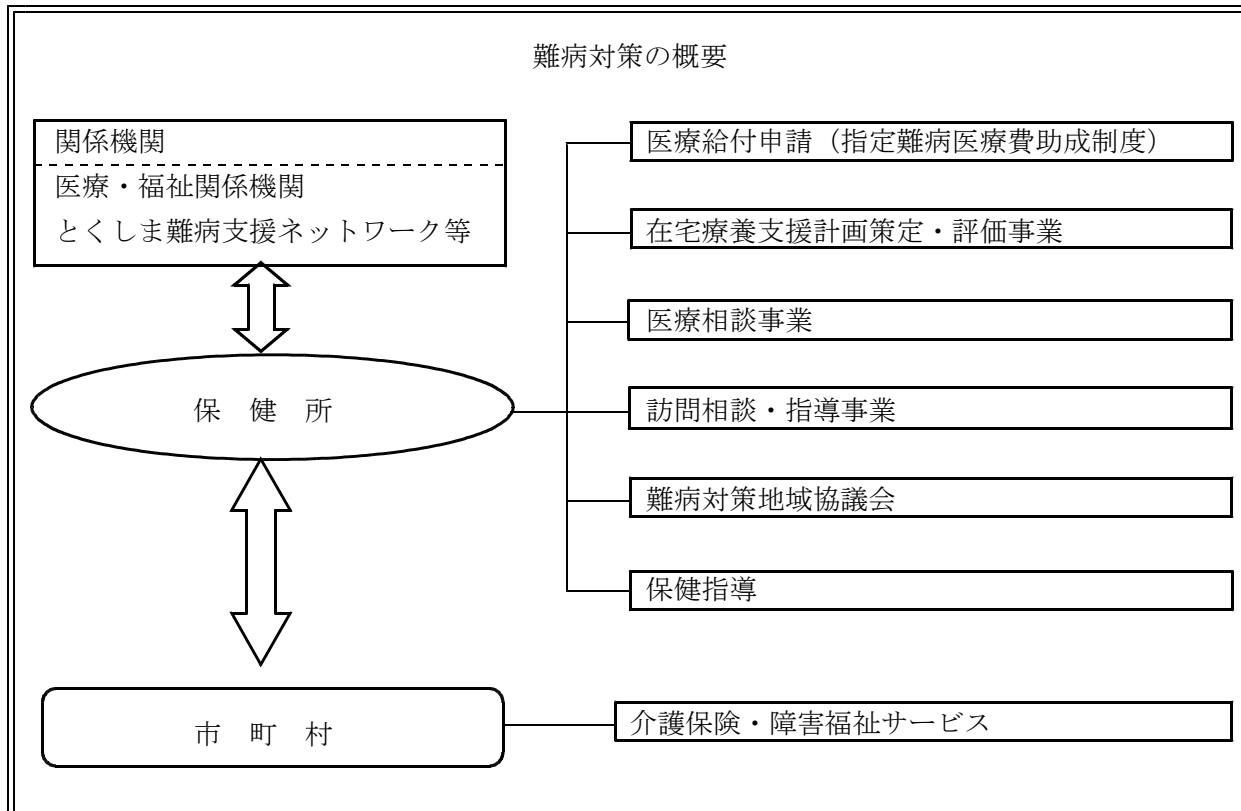 難病対策の概要
関係機関
医療・福祉関係機関
とくしま難病支援ネットワーク等
保 健 所
市 町 村
医療給付申請（指定難病医療費助成制度）
在宅療養支援計画策定・評価事業
医療相談事業
訪問相談・指導事業
難病対策地域協議会
保健指導
介護保険・障害福祉サービス